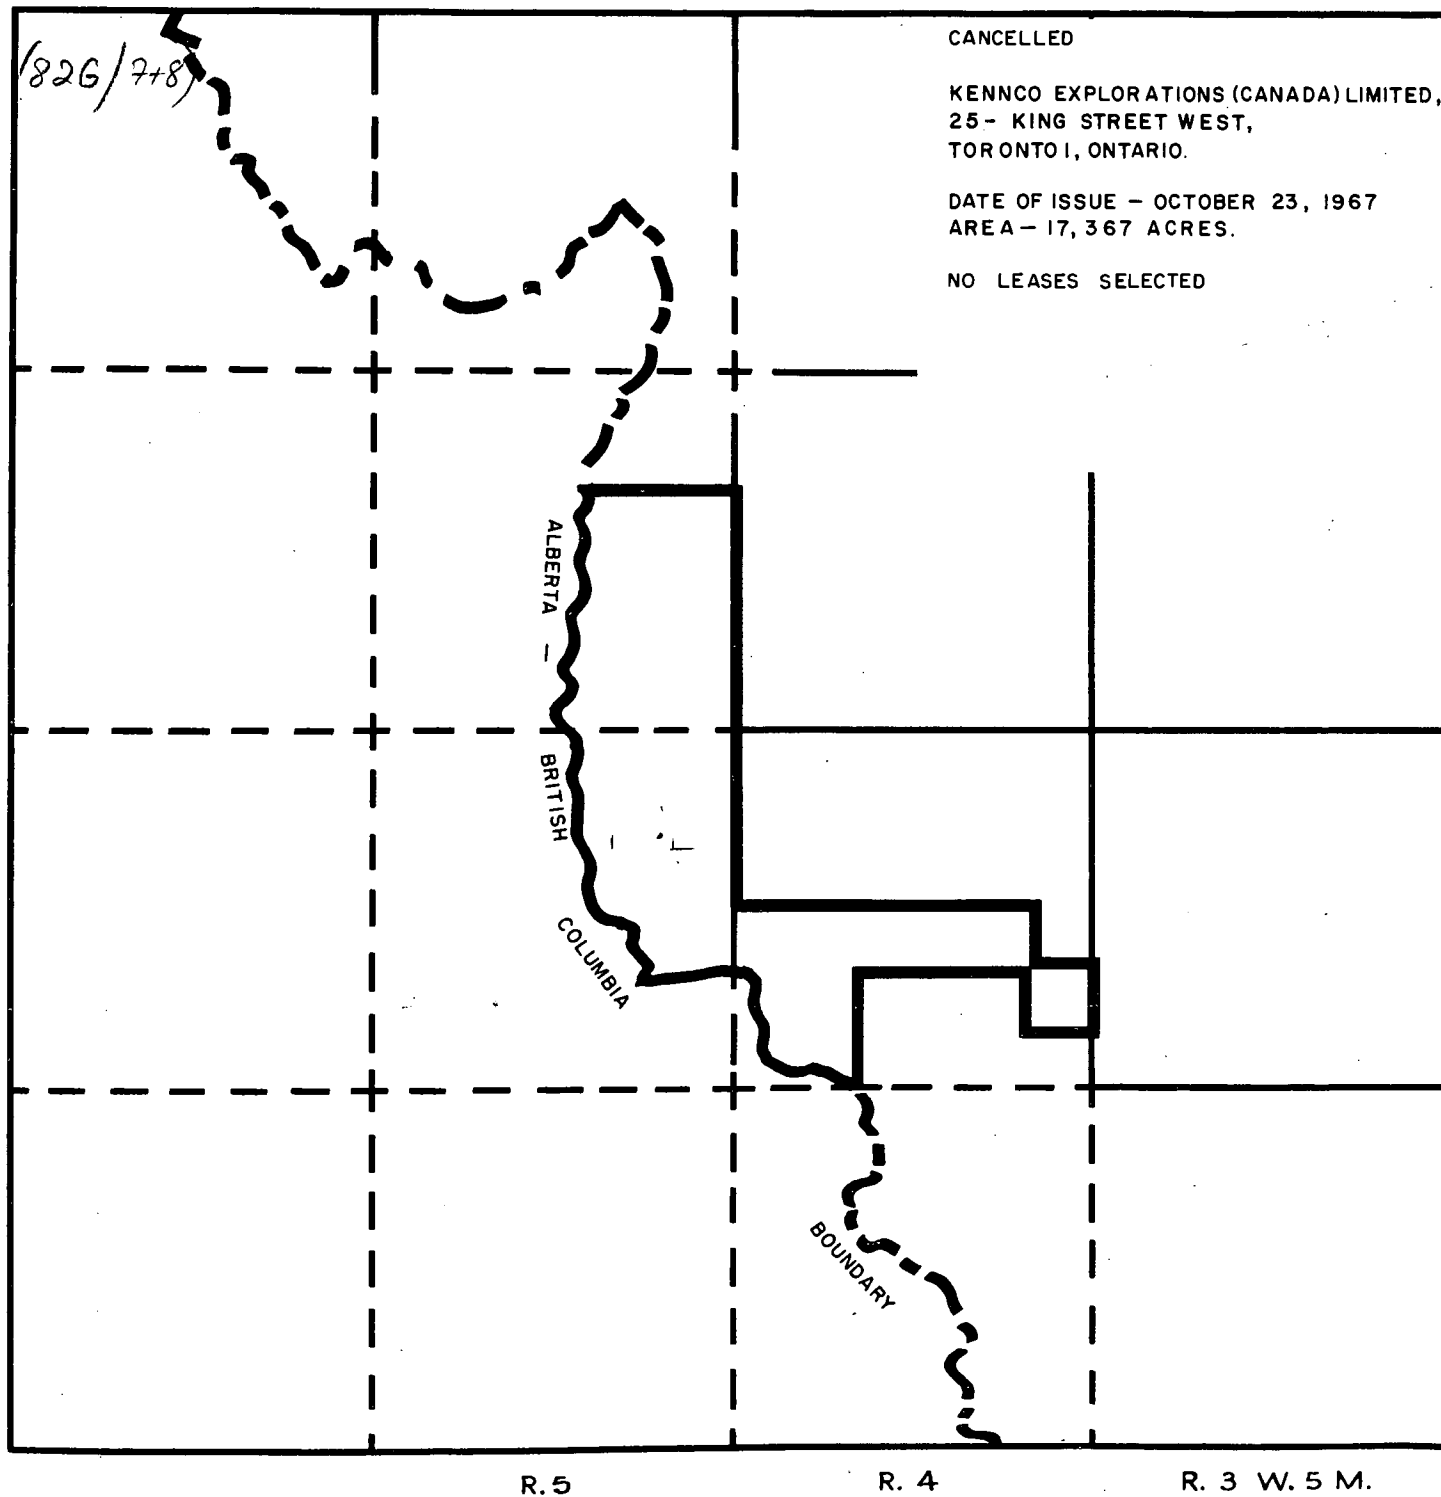 (82G/7+8)
CANCELLED
KENNCO EXPLORATIONS (CANADA) LIMITED,
25- KING STREET WEST,
TORONTO 1, ONTARIO.
DATE OF ISSUE – OCTOBER 23, 1967
AREA – 17,367 ACRES.
NO LEASES SELECTED
ALBERTA –
BRITISH
COLUMBIA
BOUNDARY
R. 5
R. 4
R. 3 W. 5 M.